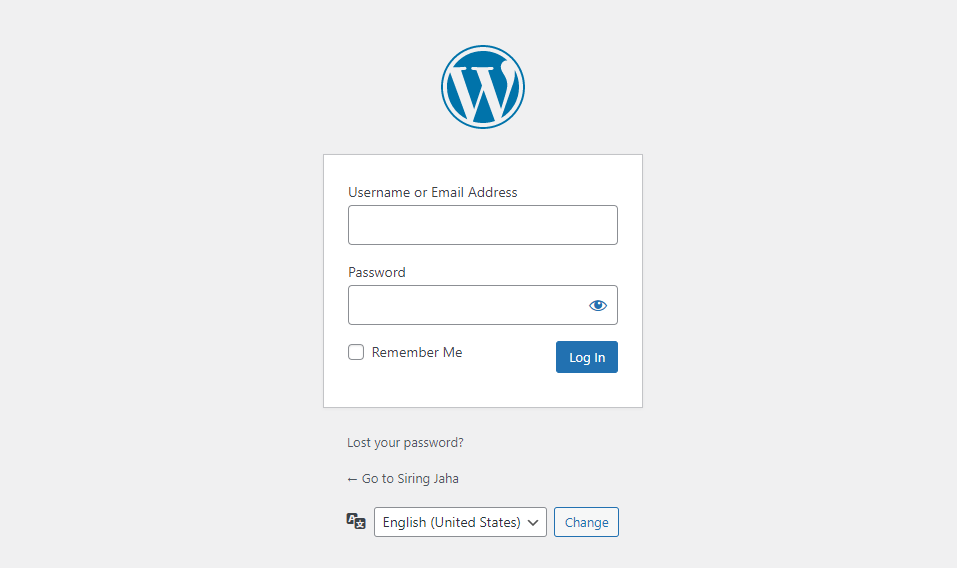 Username or Email Address
Password
Remember Me
Log In
Lost your password?
← Go to Siring Jaha
English (United States)
Change